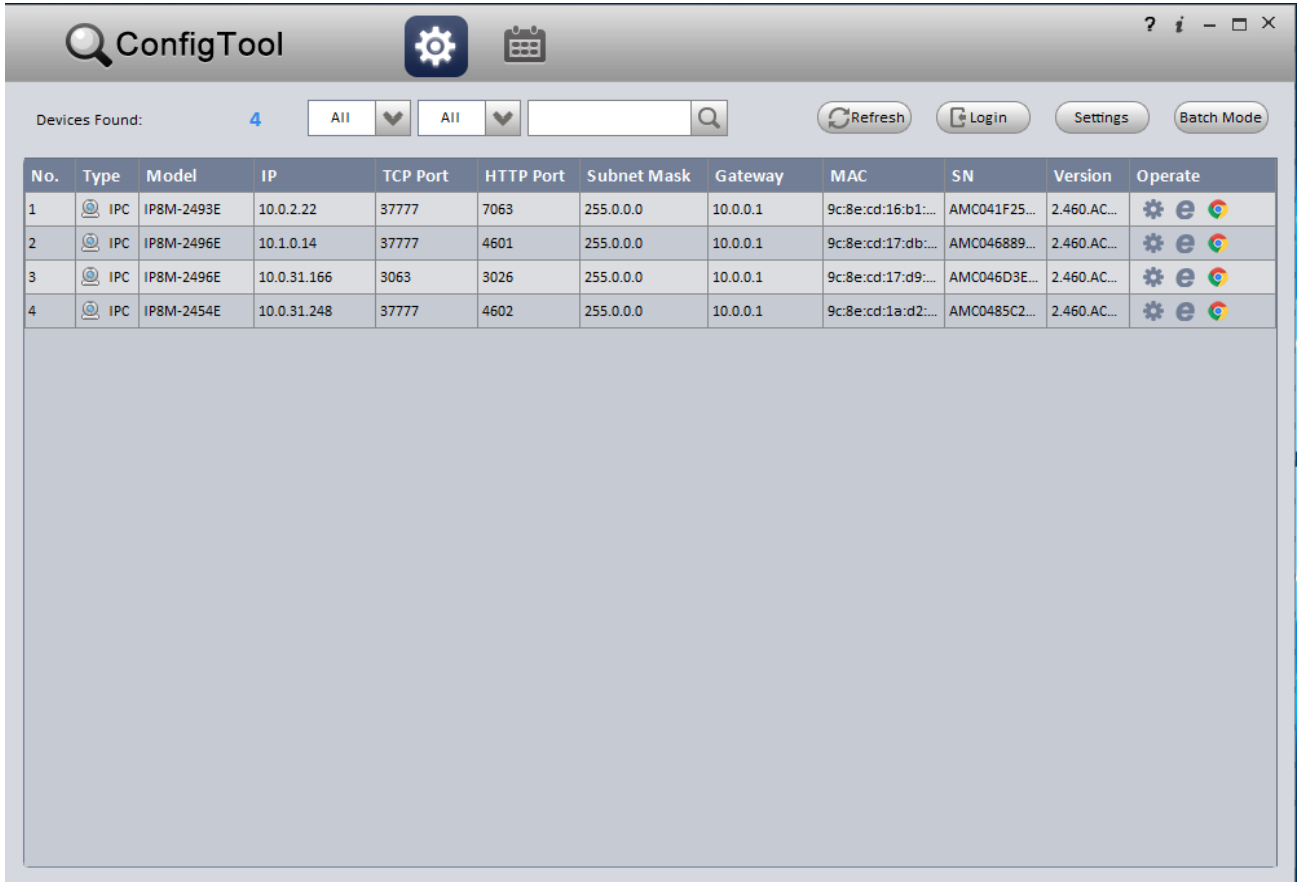 ConfigTool ? i
Devices Found: 4 All All Refresh Login Settings Batch Mode
No. Type Model IP TCP Port HTTP Port Subnet Mask Gateway MAC SN Version Operate
1 IPC IP8M-2493E 10.0.2.22 37777 7063 255.0.0.0 10.0.0.1 9c:8e:cd:16:b1:... AMC041F25... 2.460.AC...
2 IPC IP8M-2496E 10.1.0.14 37777 4601 255.0.0.0 10.0.0.1 9c:8e:cd:17:db:... AMC046889... 2.460.AC...
3 IPC IP8M-2496E 10.0.31.166 3063 3026 255.0.0.0 10.0.0.1 9c:8e:cd:17:d9:... AMC046D3E... 2.460.AC...
4 IPC IP8M-2454E 10.0.31.248 37777 4602 255.0.0.0 10.0.0.1 9c:8e:cd:1a:d2:... AMC0485C2... 2.460.AC...